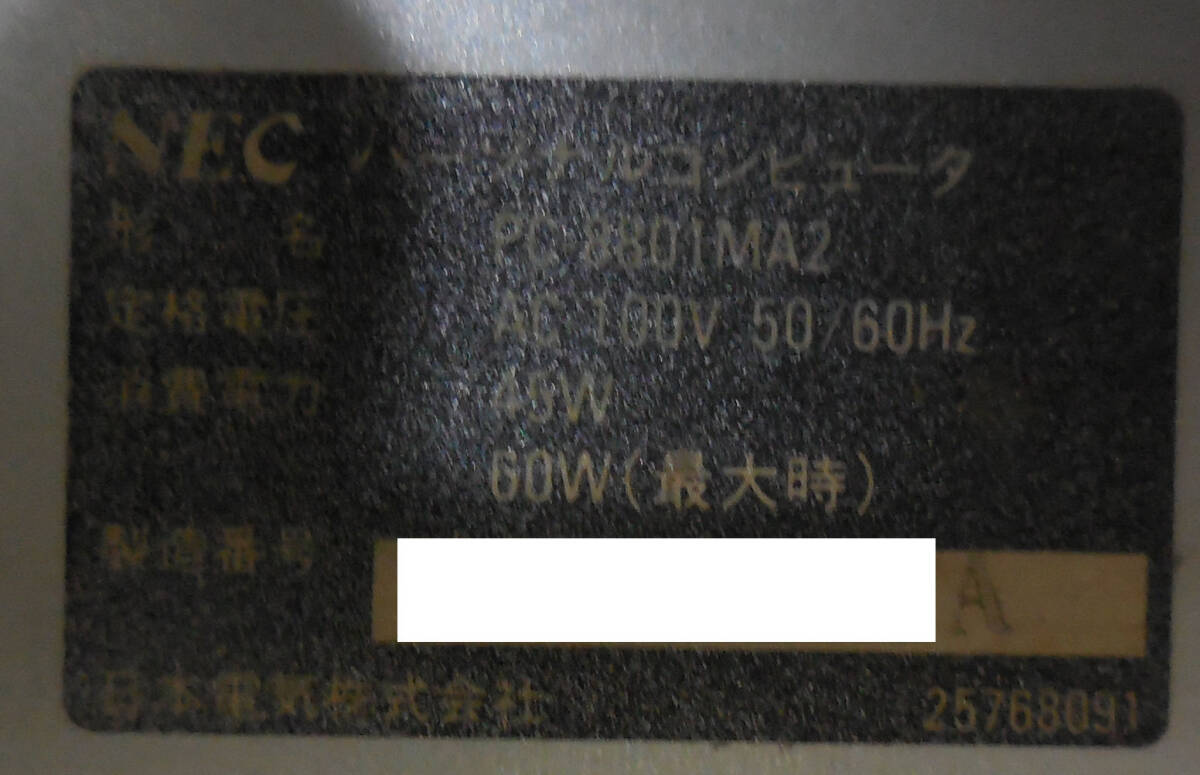 NEC パーソナルコンピュータ
形 名 PC-8801MA2
定格電圧 AC 100V 50/60Hz
消費電力 45W
60W(最大時)
製造番号 A
日本電気株式会社 25768091